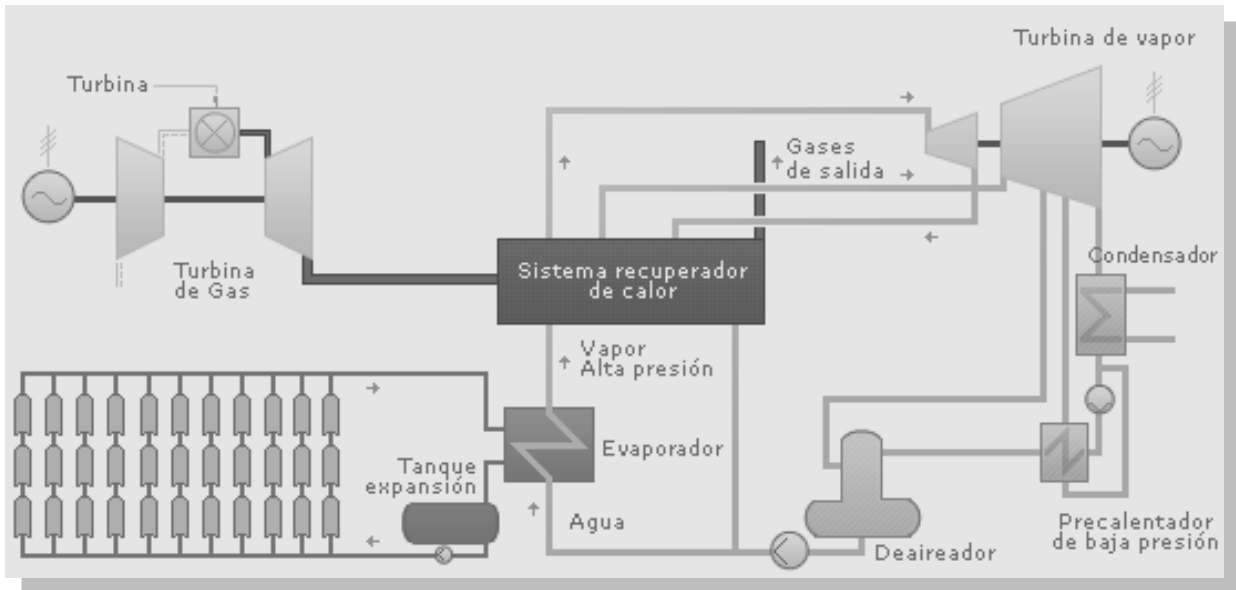 Turbina de vapor
Turbina
Gases
de salida
Turbina
de Gas
Sistema recuperador
de calor
Condensador
Vapor
Alta presión
Evaporador
Tanque
expansión
Agua
Deaireador
Precalentador
de baja presión